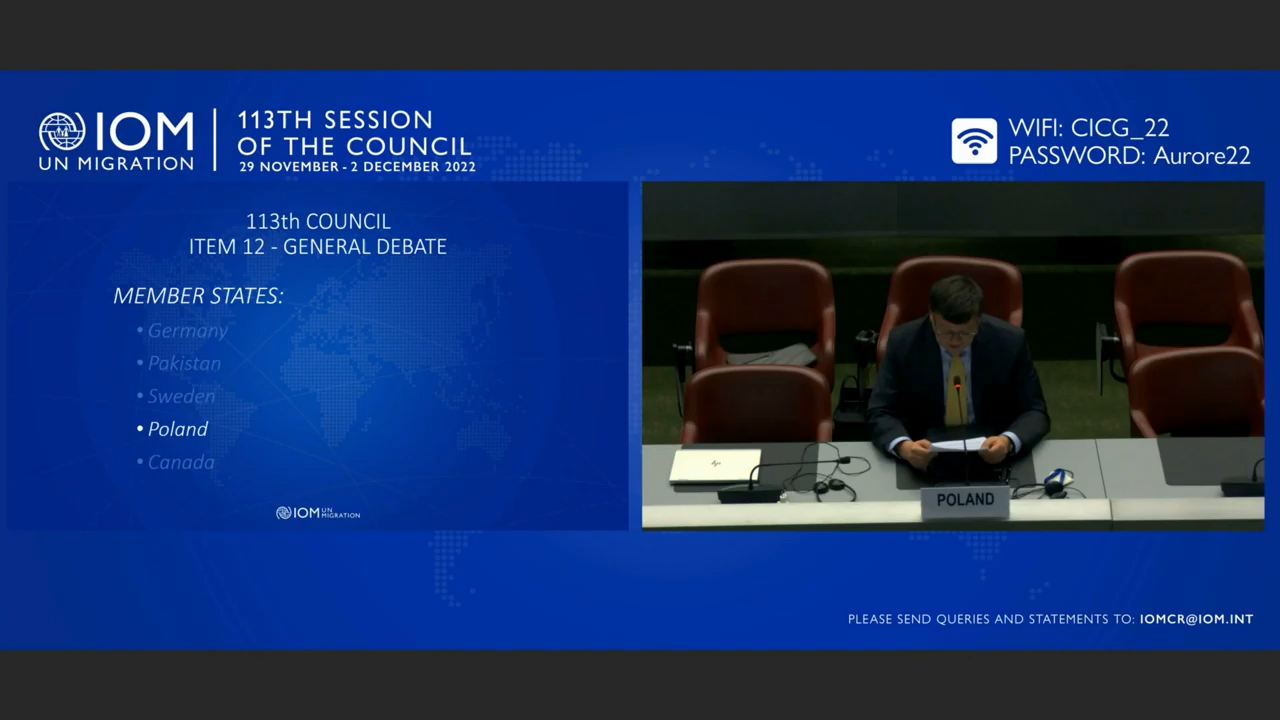 IOM
UN MIGRATION
113TH SESSION
OF THE COUNCIL
29 NOVEMBER - 2 DECEMBER 2022
WIFI: CICG_22
PASSWORD: Aurore22
113th COUNCIL
ITEM 12 - GENERAL DEBATE
MEMBER STATES:
• Germany
• Pakistan
• Sweden
• Poland
• Canada
IOM UN MIGRATION
POLAND
PLEASE SEND QUERIES AND STATEMENTS TO: IOMCR@IOM.INT